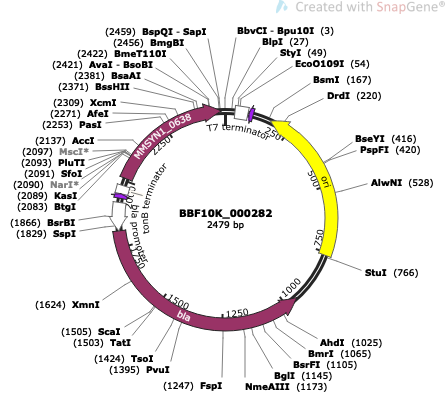 Created with SnapGene®
(2459) BspQI - SapI
(2456) BmgBI
(2422) BmeT110I
(2421) AvaI - BsoBI
(2381) BsaAI
(2371) BssHII
(2309) XcmI
(2271) AfeI
(2253) PasI
(2137) AccI
(2097) MscI*
(2093) PluTI
(2091) SfoI
(2090) NarI*
(2089) KasI
(2083) BtgI
(1866) BsrBI
(1829) SspI
(1624) XmnI
(1505) ScaI
(1503) TatI
(1424) TsoI
(1395) PvuI
(1247) FspI
BbvCI - Bpu10I (3)
BlpI (27)
StyI (49)
EcoO109I (54)
BsmI (167)
DrdI (220)
BseYI (416)
PspFI (420)
AlwNI (528)
StuI (766)
AhdI (1025)
BmrI (1065)
BsrFI (1105)
BglI (1145)
NmeAIII (1173)
T7 terminator
MMSYN1_0638
tonB terminator
bla promoter
ori
bla
250
500
750
1000
1250
1500
1750
2250
BBF10K_000282
2479 bp